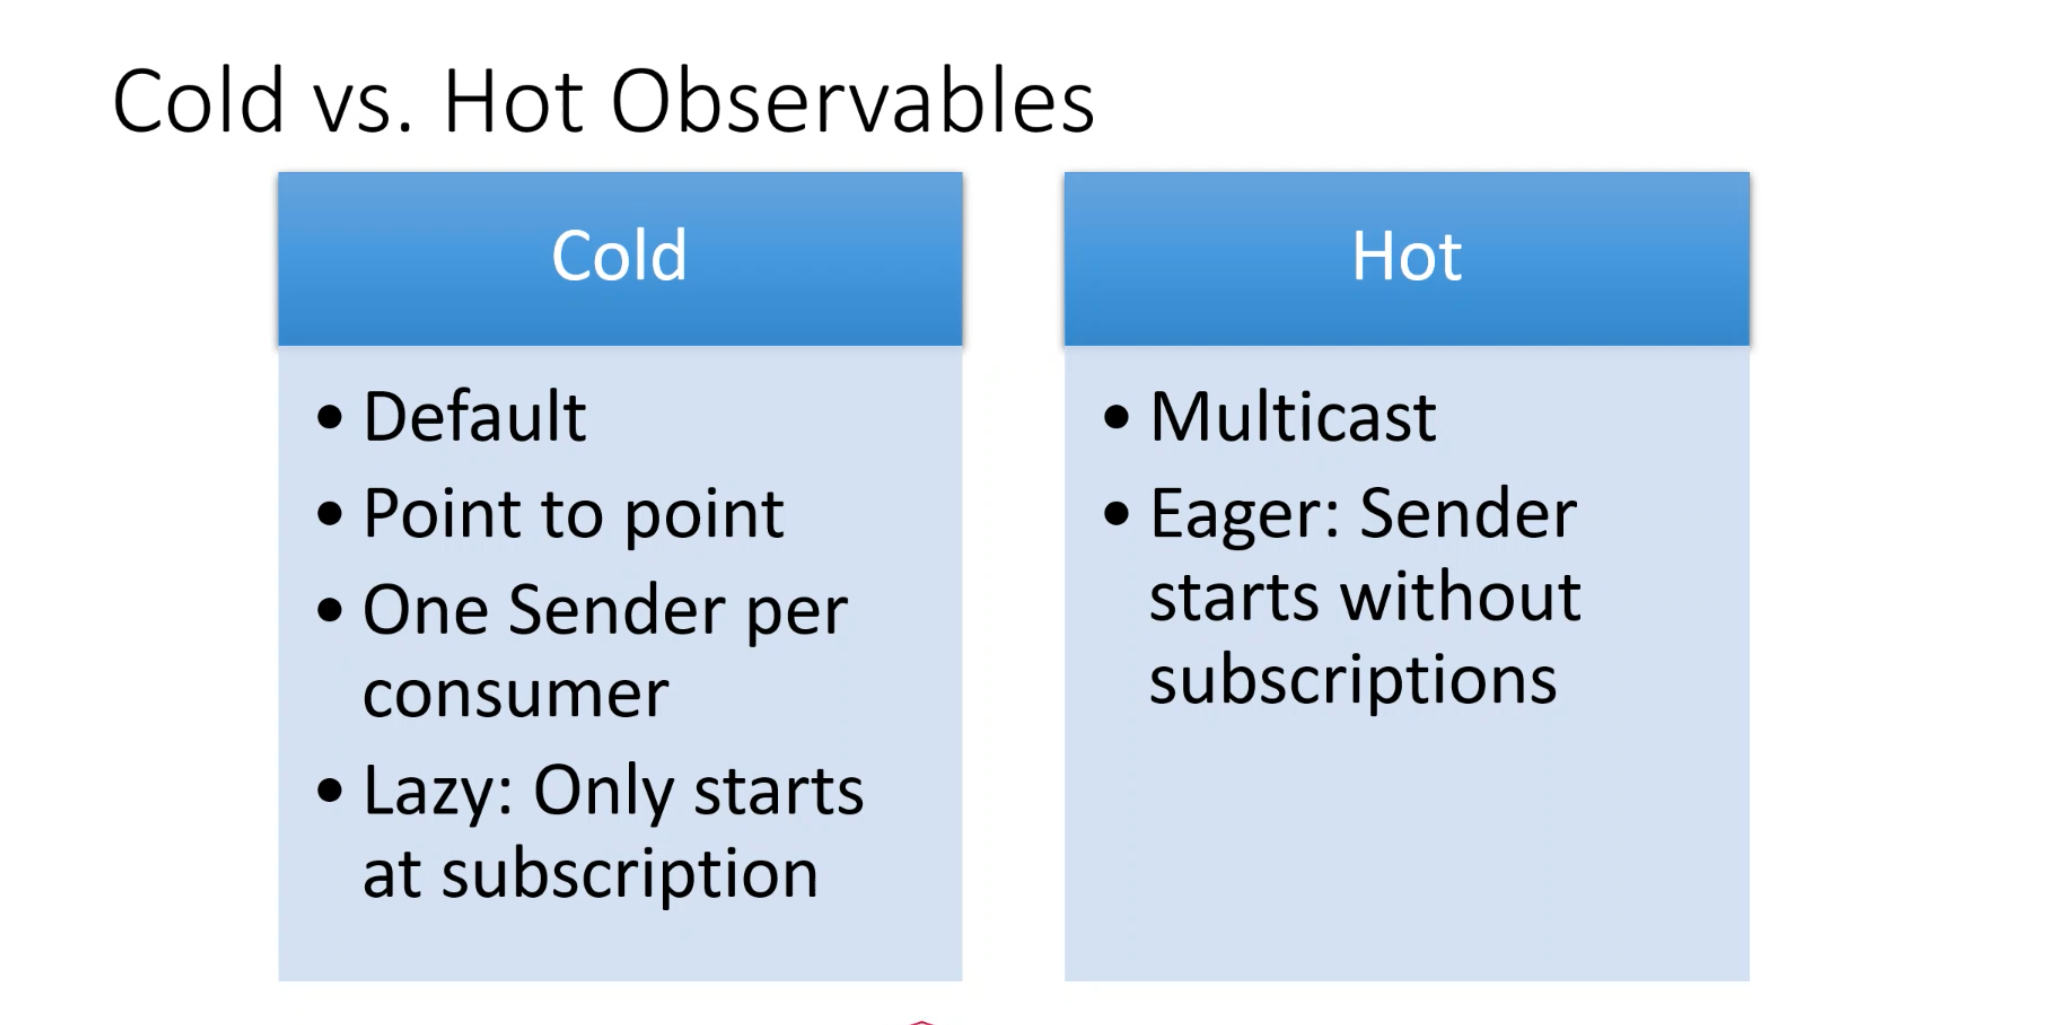 Cold vs. Hot Observables
Cold
• Default
• Point to point
• One Sender per
consumer
• Lazy: Only starts
at subscription
Hot
• Multicast
• Eager: Sender
starts without
subscriptions